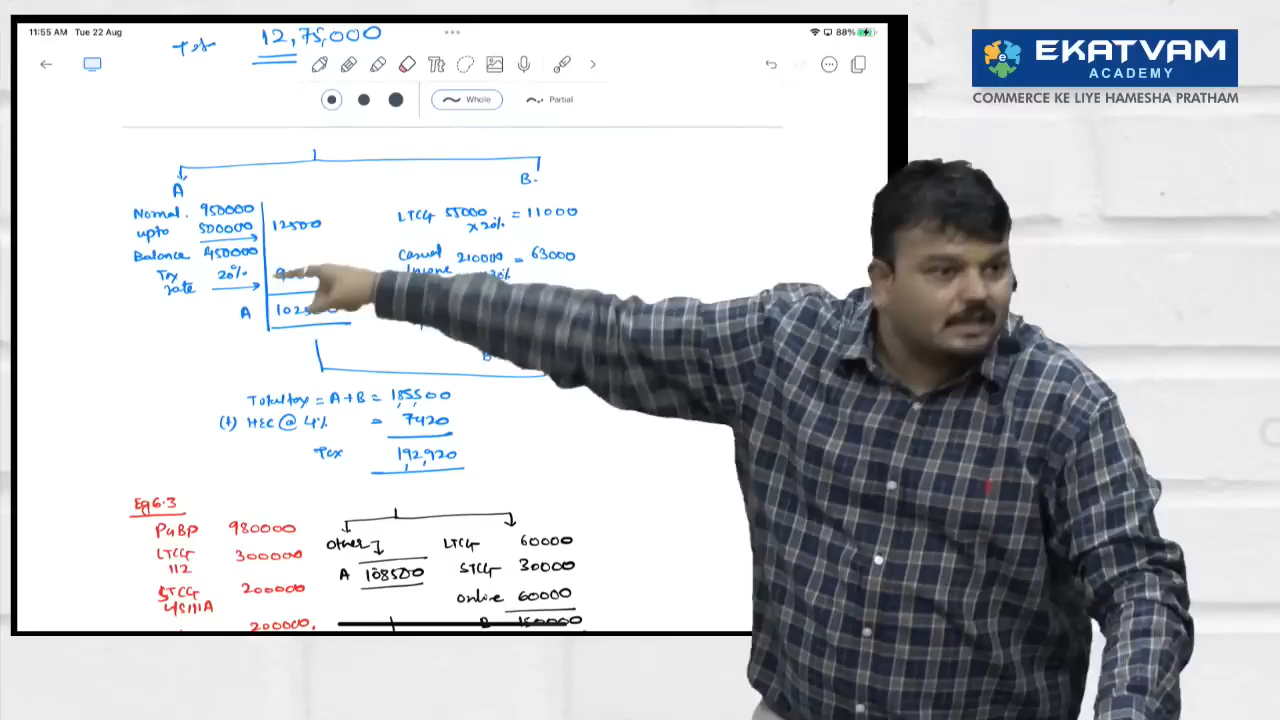 11:55 AM Tue 22 Aug
88%
12,75,000
Whole
Partial
EKATVAM
ACADEMY
COMMERCE KE LIYE HAMESHA PRATHAM
A
B.
Normal. 950000
upto 500000
12500
Balance 450000
Tax rate 20%
A
LTCG 55000 x 20% = 11000
Casual 210000 = 63000
Total tax = A+B = 185500
(+) HEC @ 4% = 7420
Tax 192,920
Eg 6.3
PGBP 980000
LTCG 300000
112
STCG 200000
200000.
Other
A 108500
LTCG 60000
STCG 30000
online 60000
B 150000